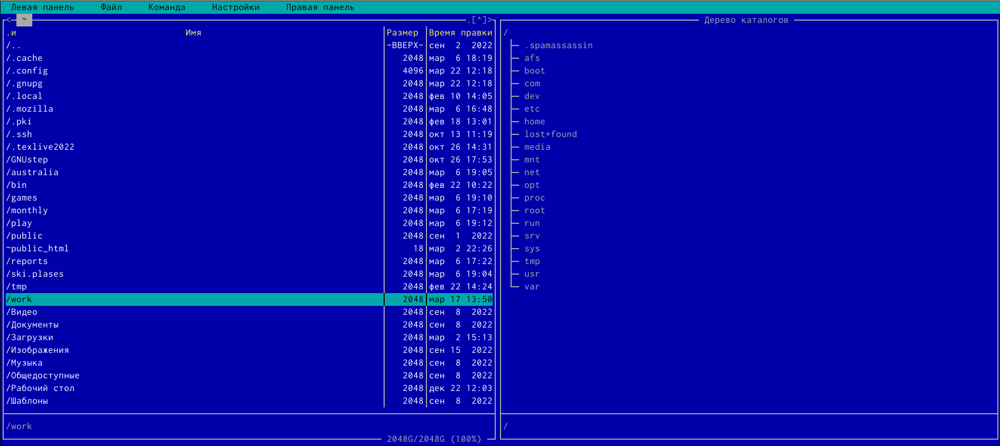 Левая панель Файл Команда Настройки Правая панель
<─ ~ .[^]>
.и Имя Размер Время правки
/.. -ВВЕРХ- сен 2 2022
/.cache 2048 мар 6 18:19
/.config 4096 мар 22 12:18
/.gnupg 2048 мар 22 12:18
/.local 2048 фев 10 14:05
/.mozilla 2048 мар 6 16:48
/.pki 2048 фев 18 13:01
/.ssh 2048 окт 13 11:19
/.texlive2022 2048 окт 26 14:31
/GNUstep 2048 окт 26 17:53
/australia 2048 мар 6 19:05
/bin 2048 фев 22 10:22
/games 2048 мар 6 19:10
/monthly 2048 мар 6 17:19
/play 2048 мар 6 19:12
/public 2048 сен 1 2022
~public_html 18 мар 2 22:26
/reports 2048 мар 6 17:22
/ski.plases 2048 мар 6 19:04
/tmp 2048 фев 22 14:24
/work 2048 мар 17 13:50
/Видео 2048 сен 8 2022
/Документы 2048 сен 8 2022
/Загрузки 2048 мар 2 15:13
/Изображения 2048 сен 15 2022
/Музыка 2048 сен 8 2022
/Общедоступные 2048 сен 8 2022
/Рабочий стол 2048 дек 22 12:03
/Шаблоны 2048 сен 8 2022
/work
2048G/2048G (100%)
Дерево каталогов
/
.spamassassin
afs
boot
com
dev
etc
home
lost+found
media
mnt
net
opt
proc
root
run
srv
sys
tmp
usr
var
/